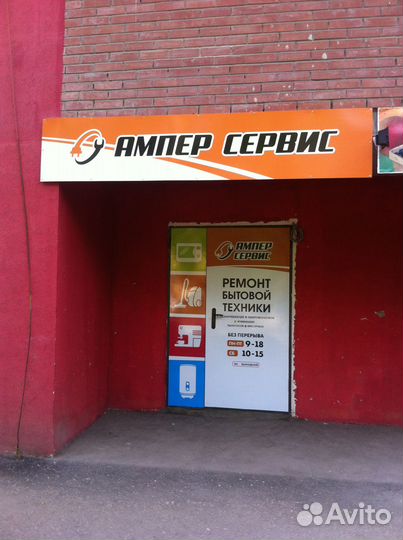 АМПЕР СЕРВИС
АМПЕР
СЕРВИС
РЕМОНТ
БЫТОВОЙ
ТЕХНИКИ
БЕЗ ПЕРЕРЫВА
ПН-ПТ 9-18
СБ 10-15
Avito